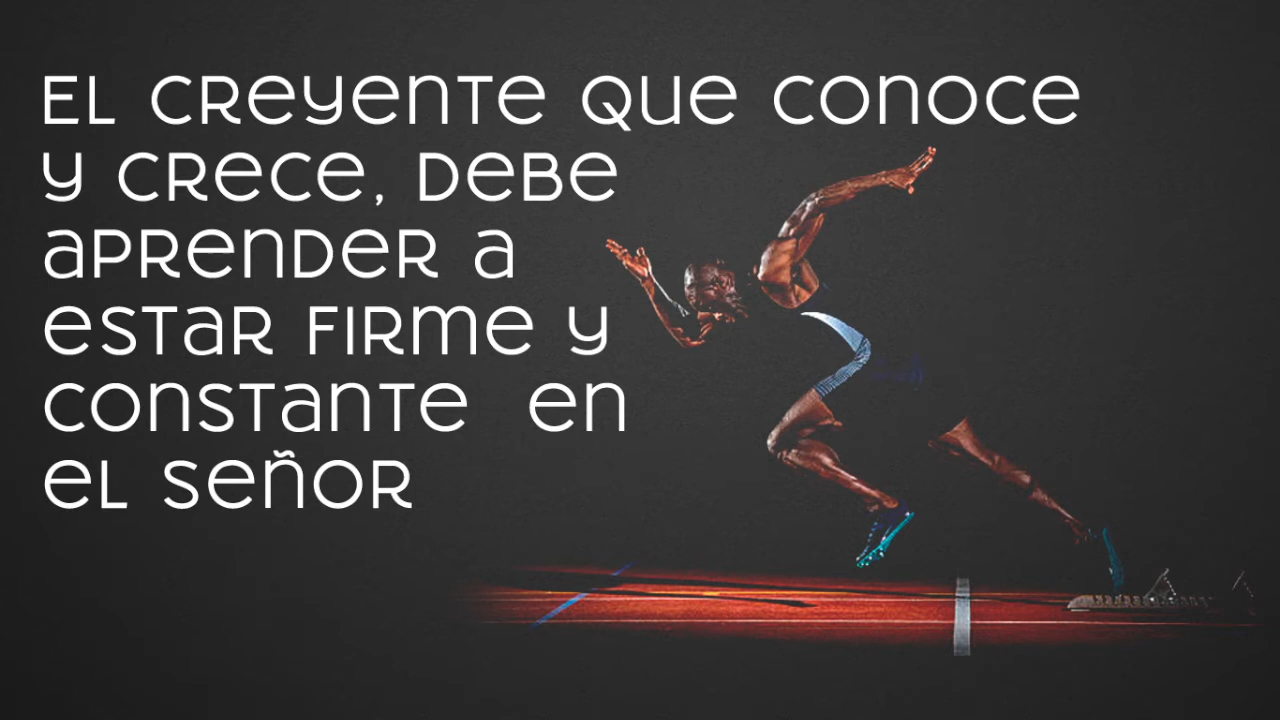 EL CREYENTE QUE CONOCE
Y CRECE, DEBE
APRENDER A
ESTAR FIRME Y
CONSTANTE EN
EL SEÑOR